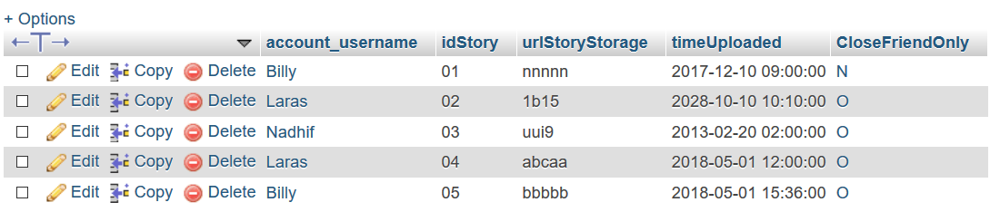 + Options
←T→ account_username idStory urlStoryStorage timeUploaded CloseFriendOnly
Edit Copy Delete Billy 01 nnnnn 2017-12-10 09:00:00 N
Edit Copy Delete Laras 02 1b15 2028-10-10 10:10:00 O
Edit Copy Delete Nadhif 03 uui9 2013-02-20 02:00:00 O
Edit Copy Delete Laras 04 abcaa 2018-05-01 12:00:00 O
Edit Copy Delete Billy 05 bbbbb 2018-05-01 15:36:00 O